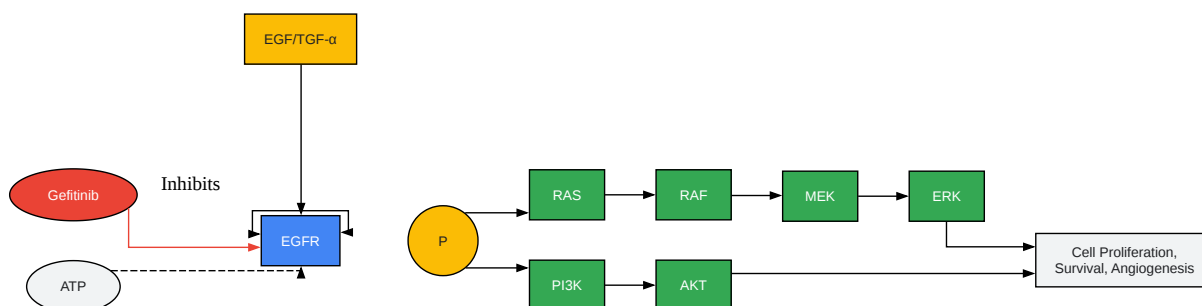 EGF/TGF-α
Gefitinib
Inhibits
EGFR
ATP
P
RAS
RAF
MEK
ERK
PI3K
AKT
Cell Proliferation,
Survival, Angiogenesis